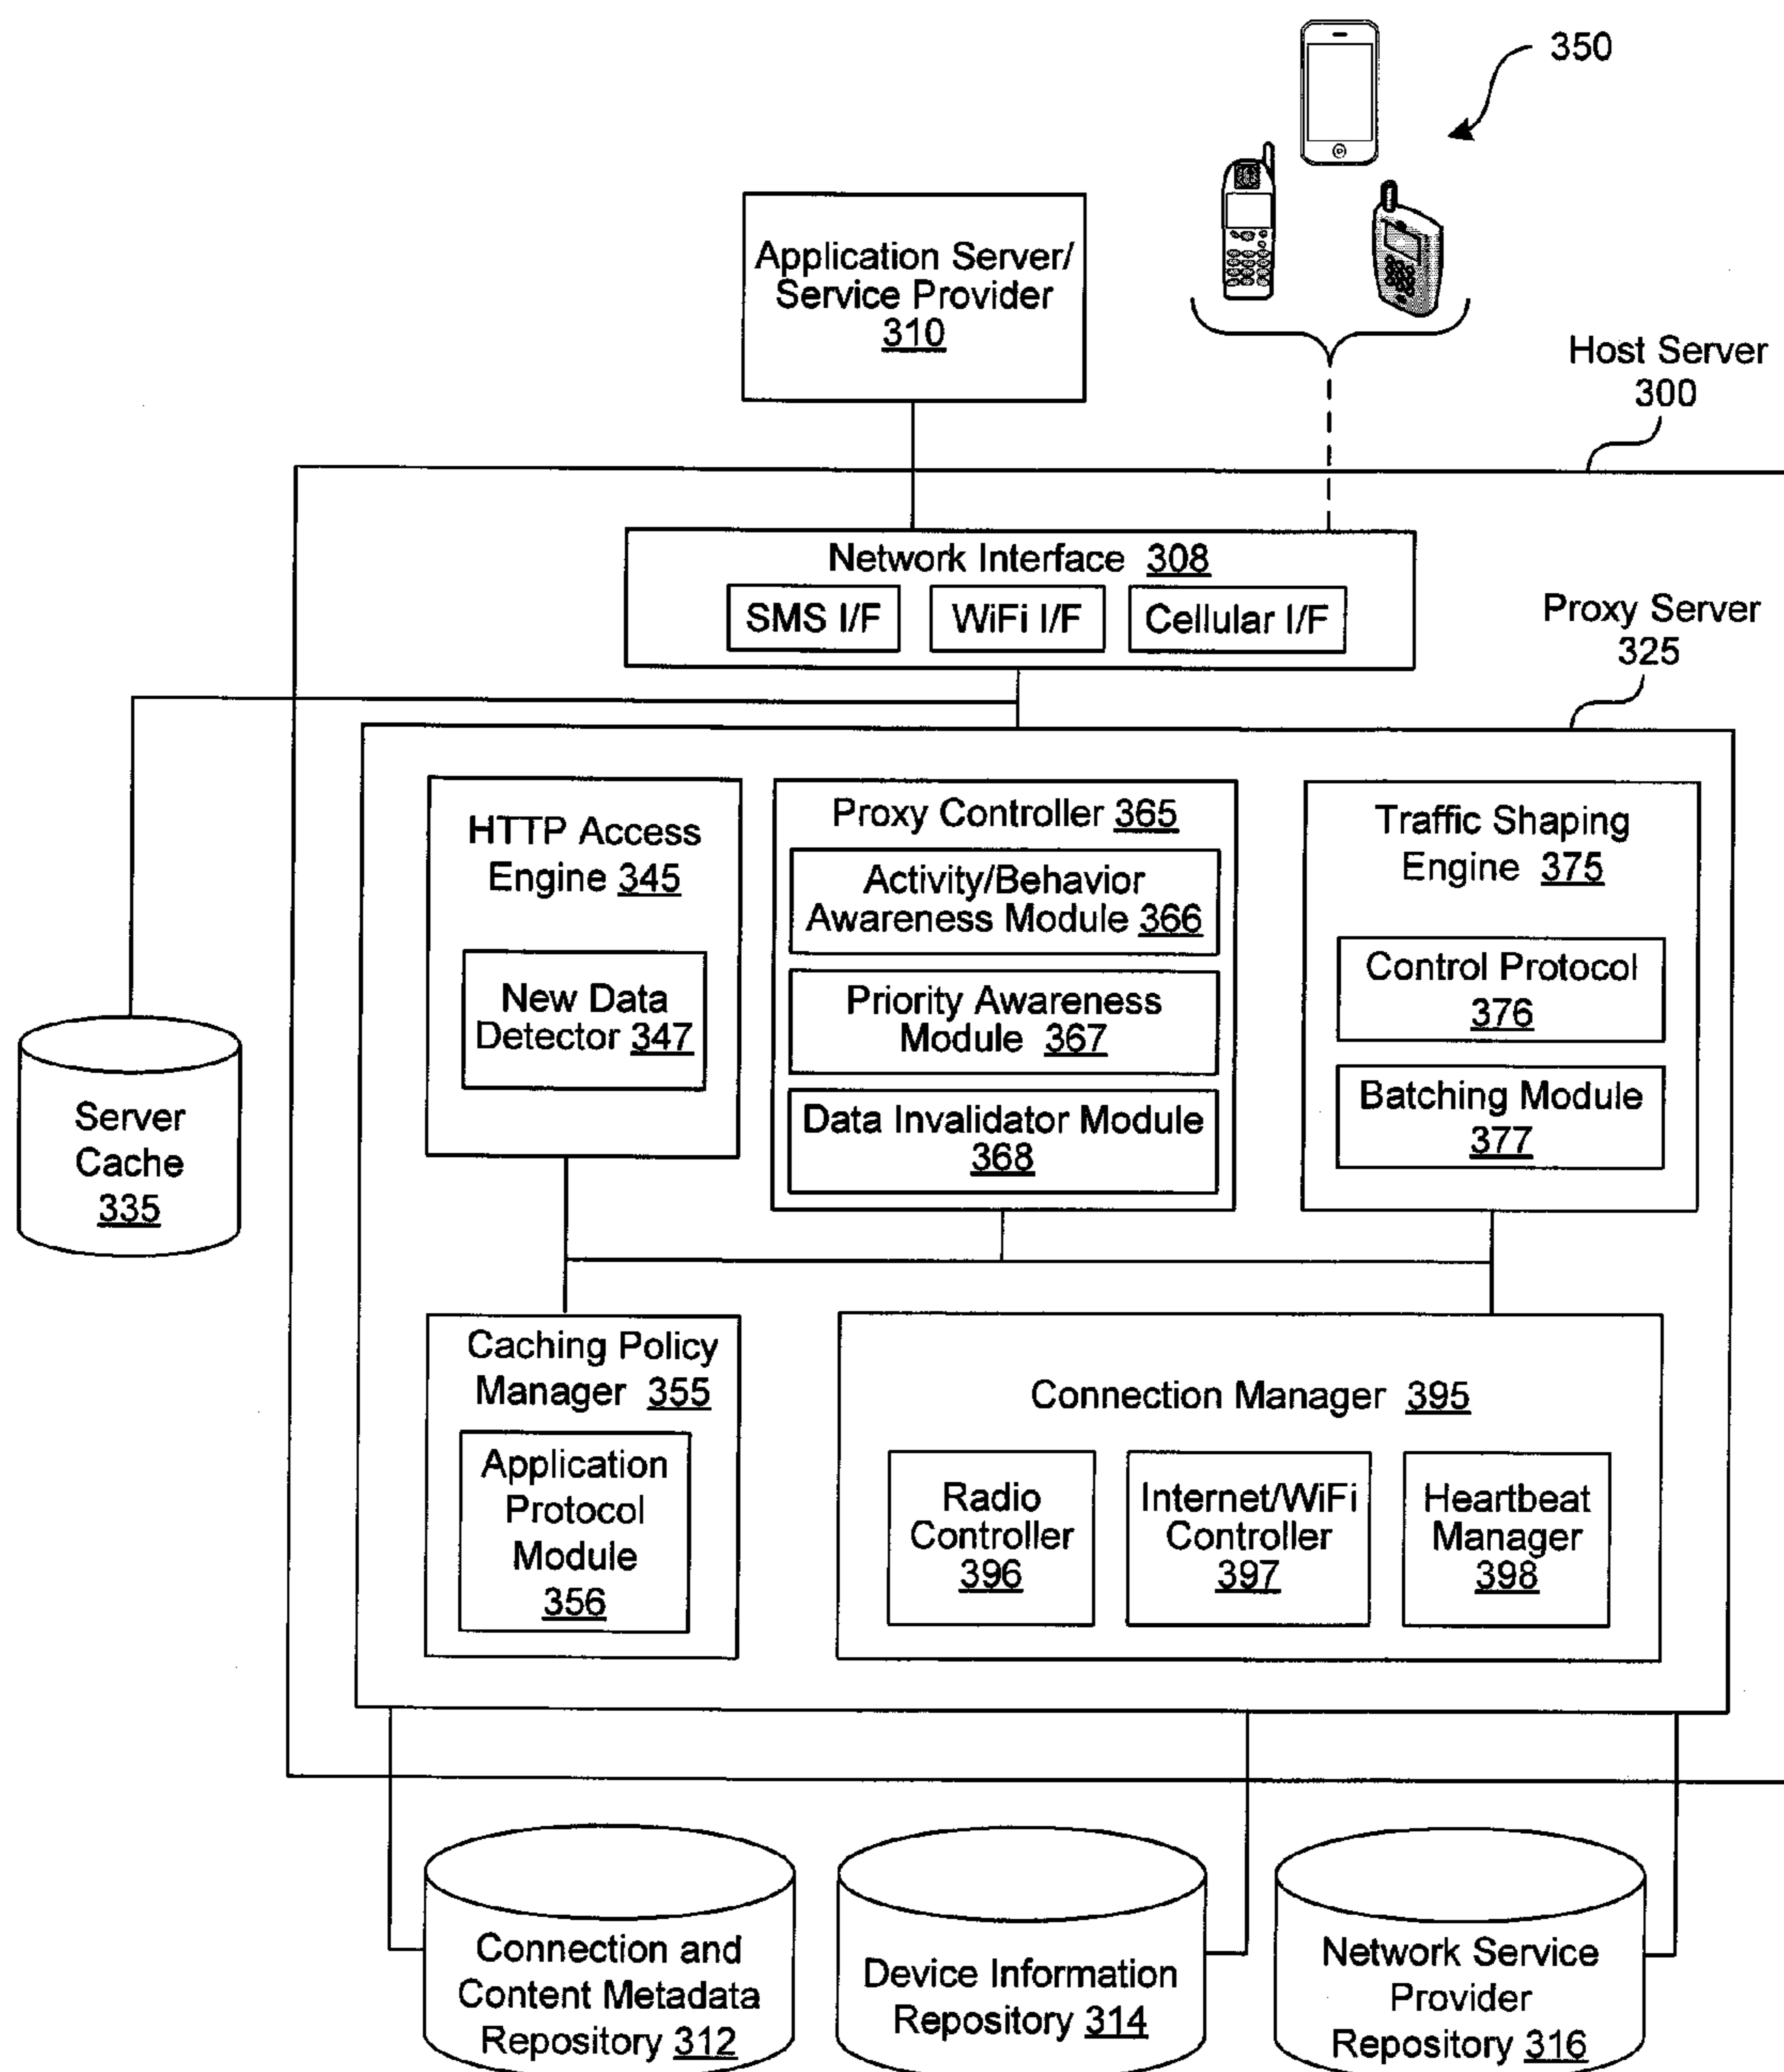 350
Application Server/
Service Provider
310
Host Server
300
Network Interface 308
SMS I/F
WiFi I/F
Cellular I/F
Proxy Server
325
HTTP Access
Engine 345
New Data
Detector 347
Proxy Controller 365
Activity/Behavior
Awareness Module 366
Priority Awareness
Module 367
Data Invalidator Module
368
Traffic Shaping
Engine 375
Control Protocol
376
Batching Module
377
Server
Cache
335
Caching Policy
Manager 355
Application
Protocol
Module
356
Connection Manager 395
Radio
Controller
396
Internet/WiFi
Controller
397
Heartbeat
Manager
398
Connection and
Content Metadata
Repository 312
Device Information
Repository 314
Network Service
Provider
Repository 316